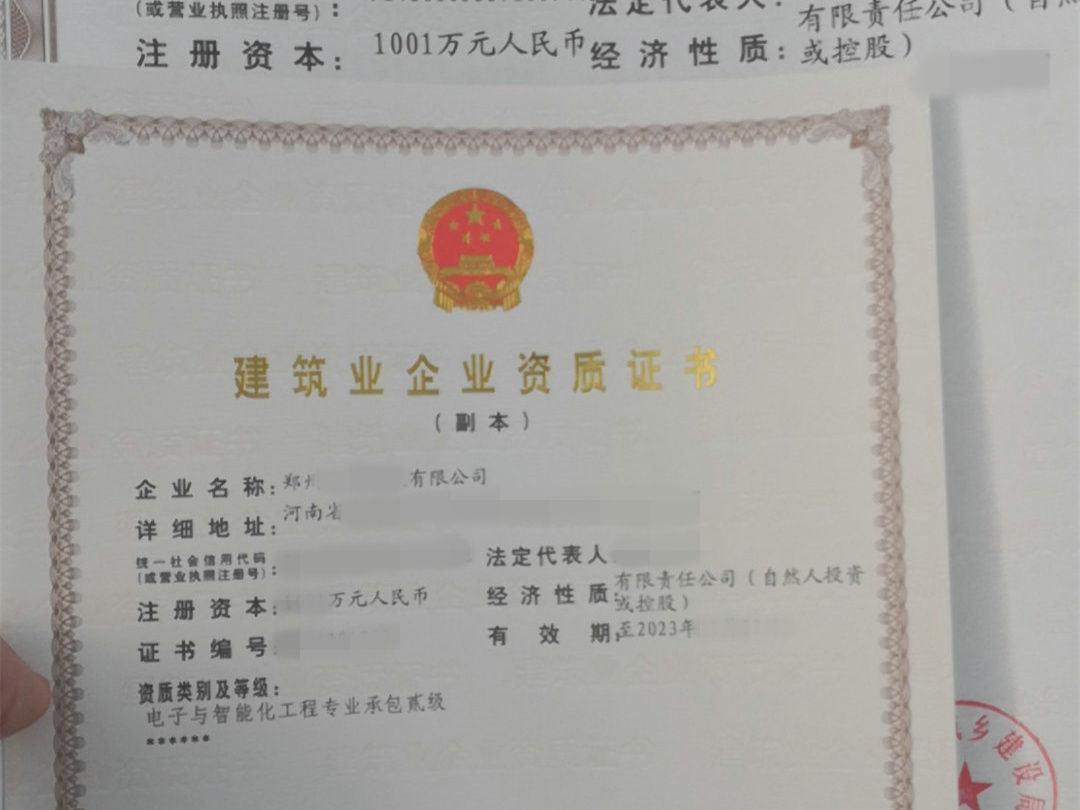 (或营业执照注册号):
法定代表人:
注册资本: 1001万元人民币 经济性质: 有限责任公司(自然
或控股)
建筑业企业资质证书
(副本)
企业名称: 郑州 有限公司
详细地址: 河南省
统一社会信用代码
(或营业执照注册号):
法定代表人
注册资本: 万元人民币
经济性质: 有限责任公司(自然人投资
或控股)
证书编号
有效期: 至2023年
资质类别及等级:
电子与智能化工程专业承包贰级
******
乡建设局